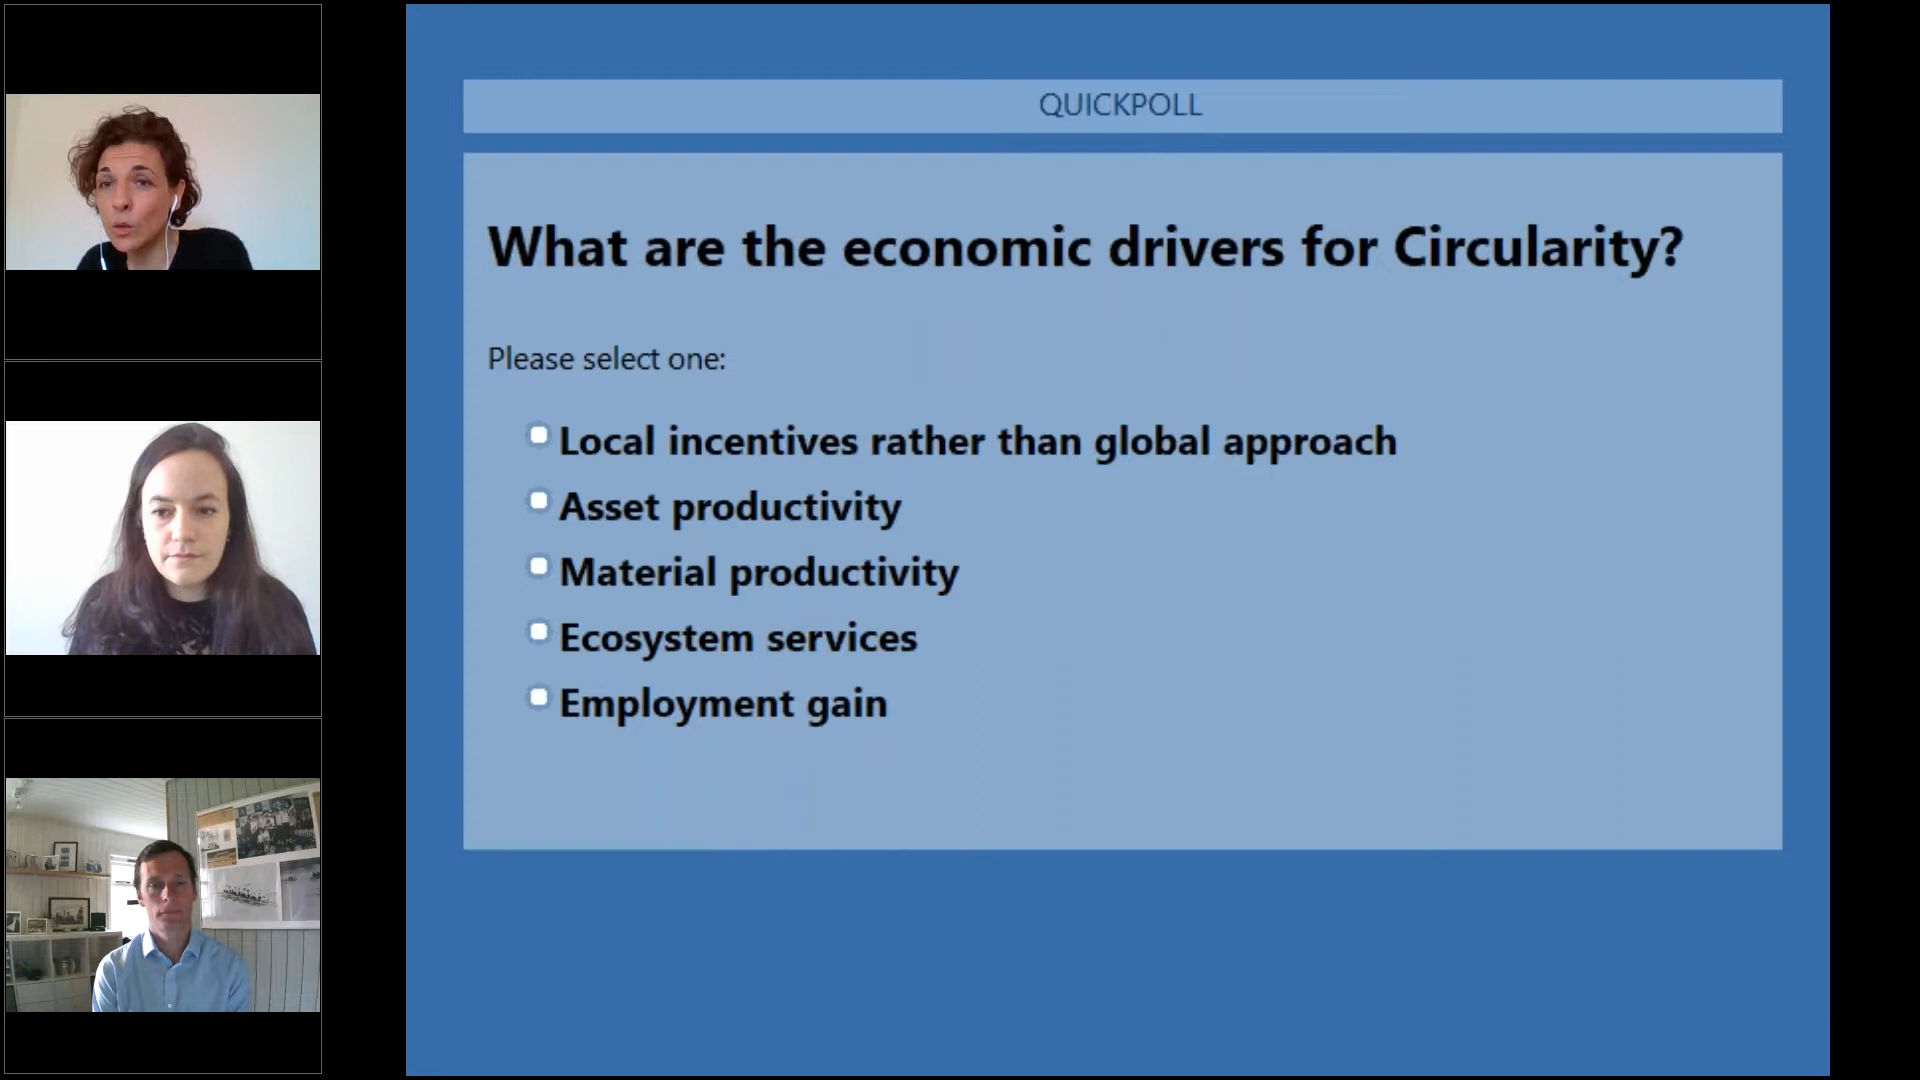 QUICKPOLL
What are the economic drivers for Circularity?
Please select one:
Local incentives rather than global approach
Asset productivity
Material productivity
Ecosystem services
Employment gain